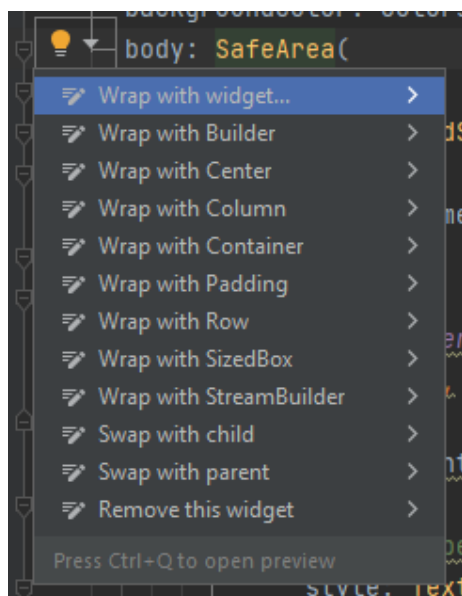 body: SafeArea(
Wrap with widget...
Wrap with Builder
Wrap with Center
Wrap with Column
Wrap with Container
Wrap with Padding
Wrap with Row
Wrap with SizedBox
Wrap with StreamBuilder
Swap with child
Swap with parent
Remove this widget
Press Ctrl+Q to open preview